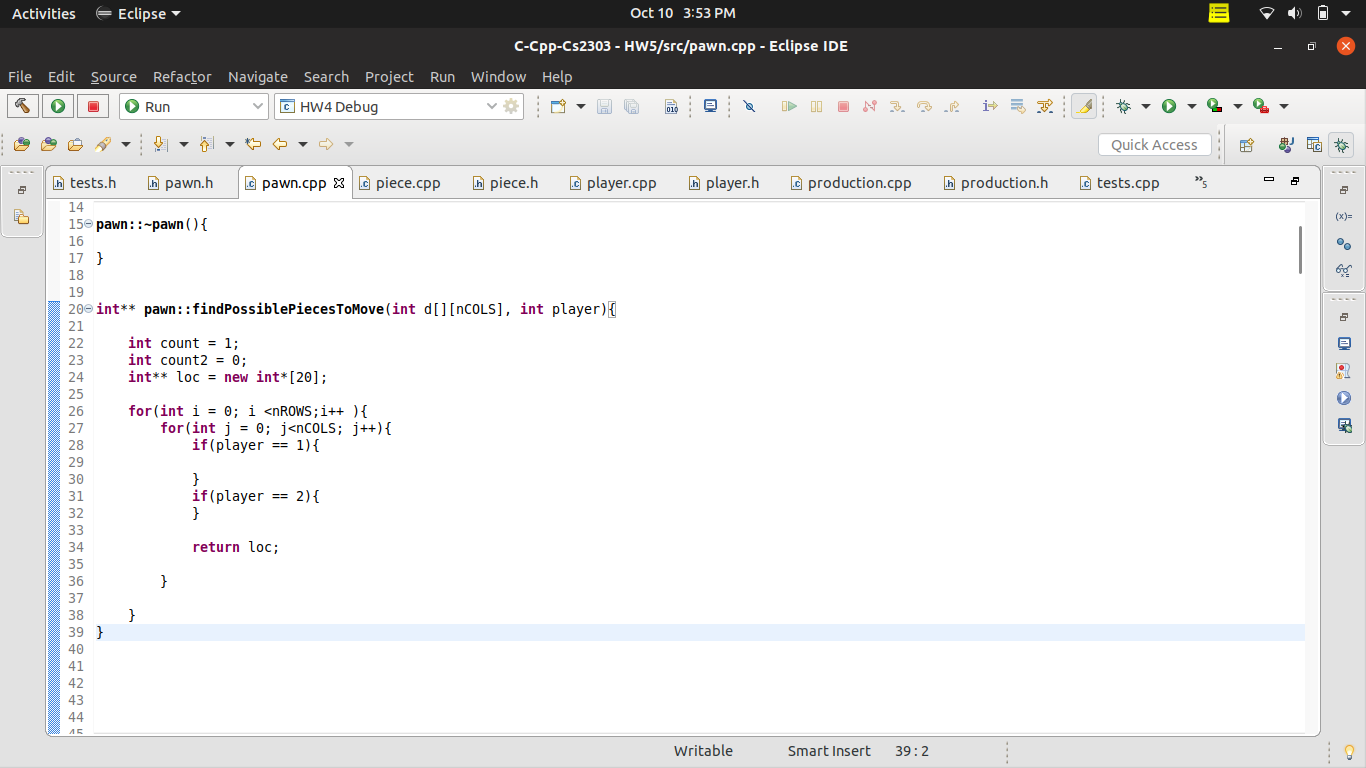 Activities Eclipse Oct 10 3:53 PM
C-Cpp-Cs2303 - HW5/src/pawn.cpp - Eclipse IDE
File Edit Source Refactor Navigate Search Project Run Window Help
Run HW4 Debug
Quick Access
tests.h pawn.h pawn.cpp piece.cpp piece.h player.cpp player.h production.cpp production.h tests.cpp »5
14
15 pawn::~pawn(){
16
17 }
18
19
20 int** pawn::findPossiblePiecesToMove(int d[][nCOLS], int player){
21
22     int count = 1;
23     int count2 = 0;
24     int** loc = new int*[20];
25
26     for(int i = 0; i <nROWS;i++ ){
27         for(int j = 0; j<nCOLS; j++){
28             if(player == 1){
29
30             }
31             if(player == 2){
32             }
33
34             return loc;
35
36         }
37
38     }
39 }
40
41
42
43
44
45
Writable Smart Insert 39 : 2